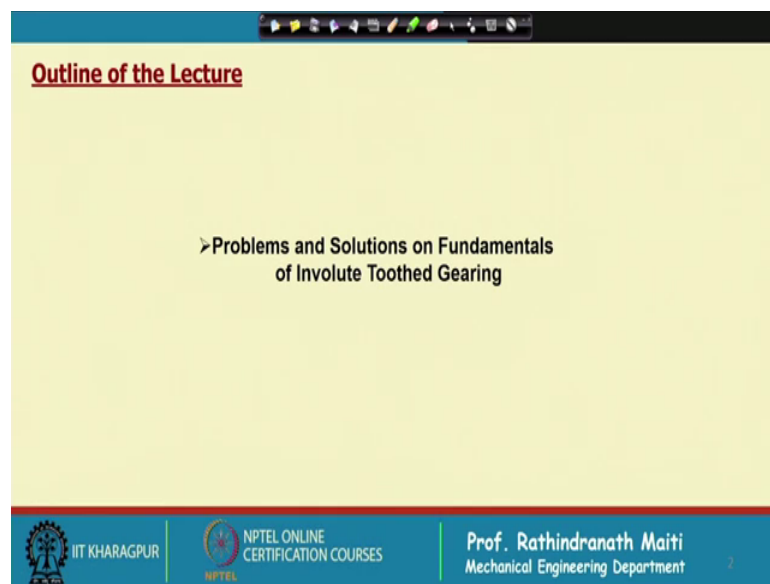 Outline of the Lecture
➢Problems and Solutions on Fundamentals
of Involute Toothed Gearing
IIT KHARAGPUR
NPTEL
NPTEL ONLINE
CERTIFICATION COURSES
Prof. Rathindranath Maiti
Mechanical Engineering Department
2